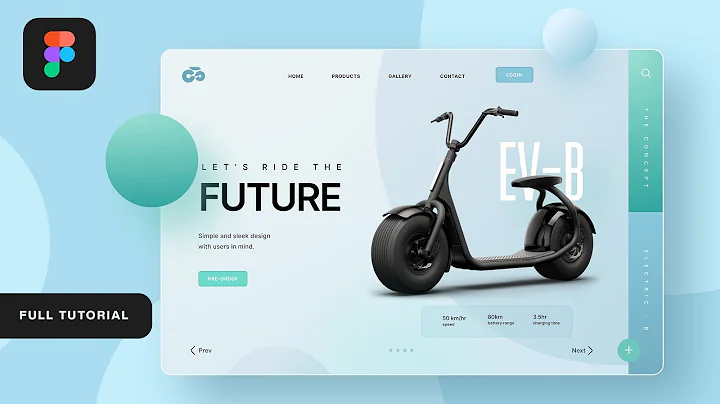 HOME PRODUCTS GALLERY CONTACT LOGIN
LET'S RIDE THE
FUTURE
EV-B
Simple and sleek design
with users in mind.
PRE-ORDER
50 km/hr 80km 3.5hr
speed battery range charging time
Prev Next
THE CONCEPT
ELECTRIC - B
FULL TUTORIAL